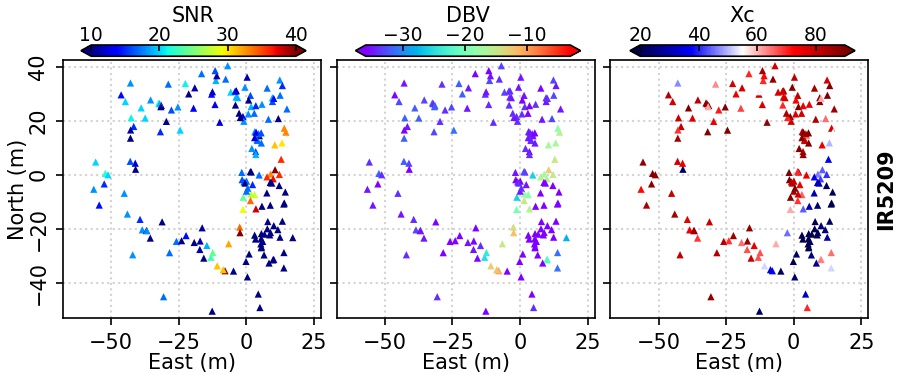 SNR DBV Xc
10 20 30 40 −30 −20 −10 20 40 60 80
40
20
0
−20
−40
North (m)
IR5209
−50 −25 0 25 −50 −25 0 25 −50 −25 0 25
East (m) East (m) East (m)